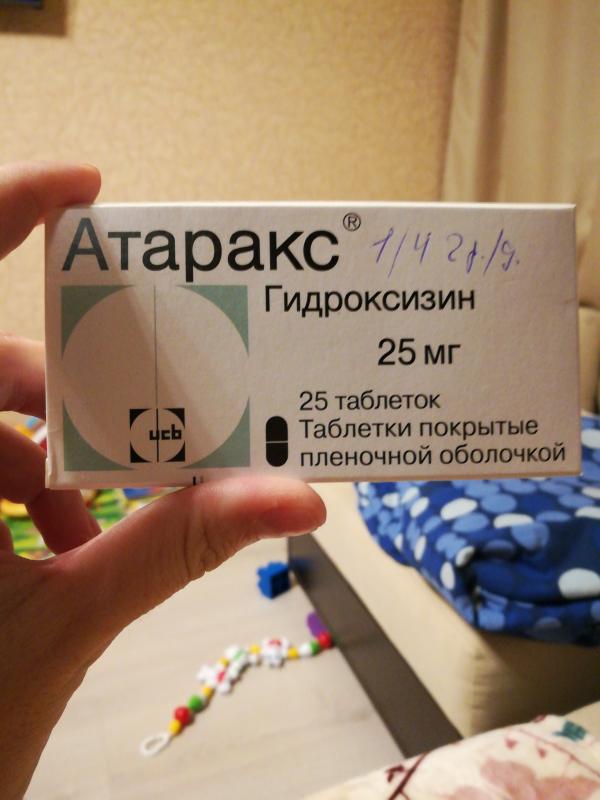 Атаракс® 1/4 2р./д.
Гидроксизин
25 мг
ucb
25 таблеток
Таблетки покрытые
пленочной оболочкой